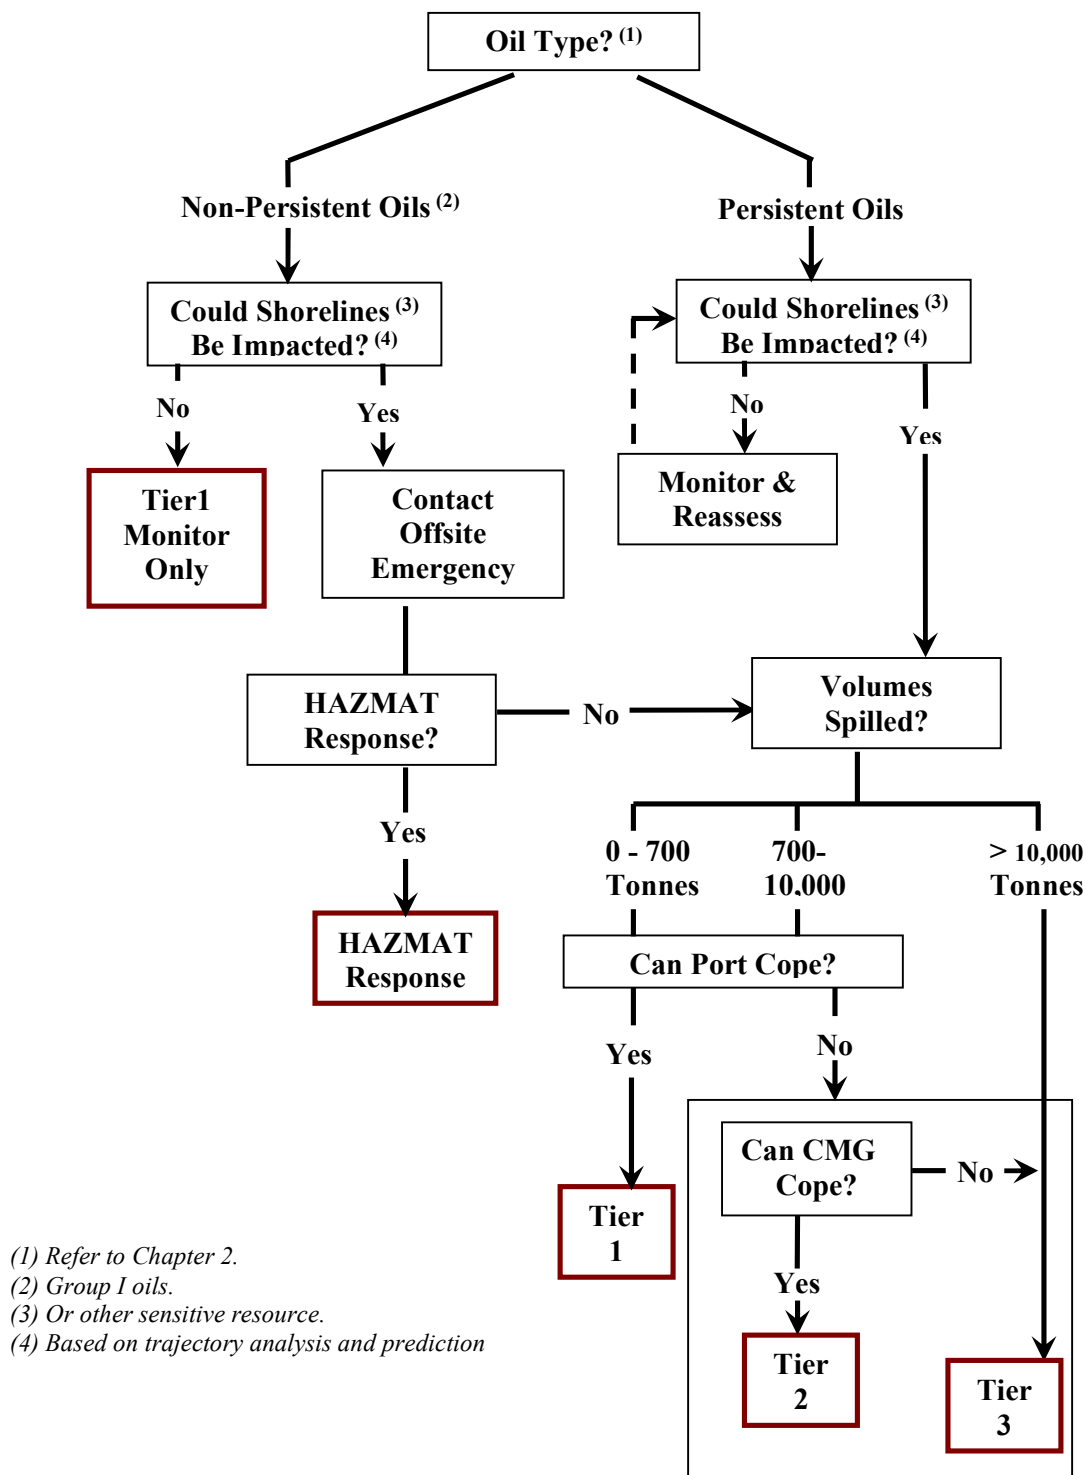 Oil Type? (1)
Non-Persistent Oils (2)
Persistent Oils
Could Shorelines (3)
Be Impacted? (4)
Could Shorelines (3)
Be Impacted? (4)
No
Yes
No
Yes
Tier1
Monitor
Only
Contact
Offsite
Emergency
Monitor &
Reassess
HAZMAT
Response?
No
Volumes
Spilled?
Yes
0 - 700
Tonnes
700-
10,000
> 10,000
Tonnes
HAZMAT
Response
Can Port Cope?
Yes
No
Can CMG
Cope?
No
Tier
1
Yes
Tier
2
Tier
3
(1) Refer to Chapter 2.
(2) Group I oils.
(3) Or other sensitive resource.
(4) Based on trajectory analysis and prediction